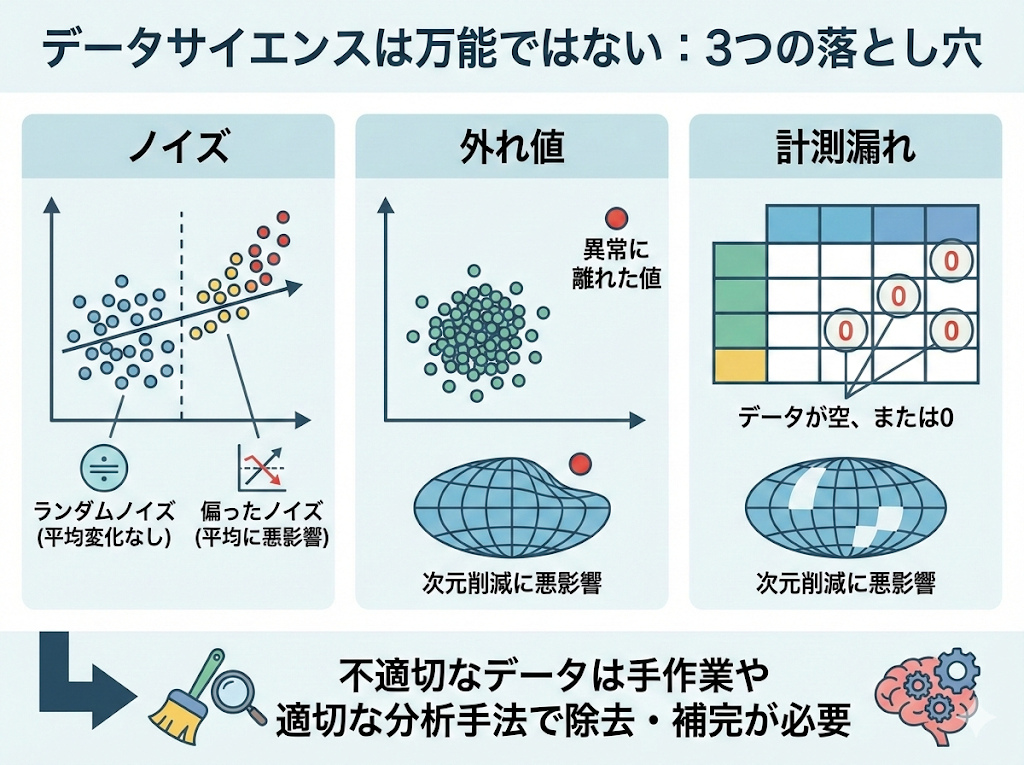 データサイエンスは万能ではない：3つの落とし穴
ノイズ
ランダムノイズ
(平均変化なし)
偏ったノイズ
(平均に悪影響)
外れ値
異常に
離れた値
次元削減に悪影響
計測漏れ
0
0
0
0
データが空、または0
次元削減に悪影響
不適切なデータは手作業や
適切な分析手法で除去・補完が必要